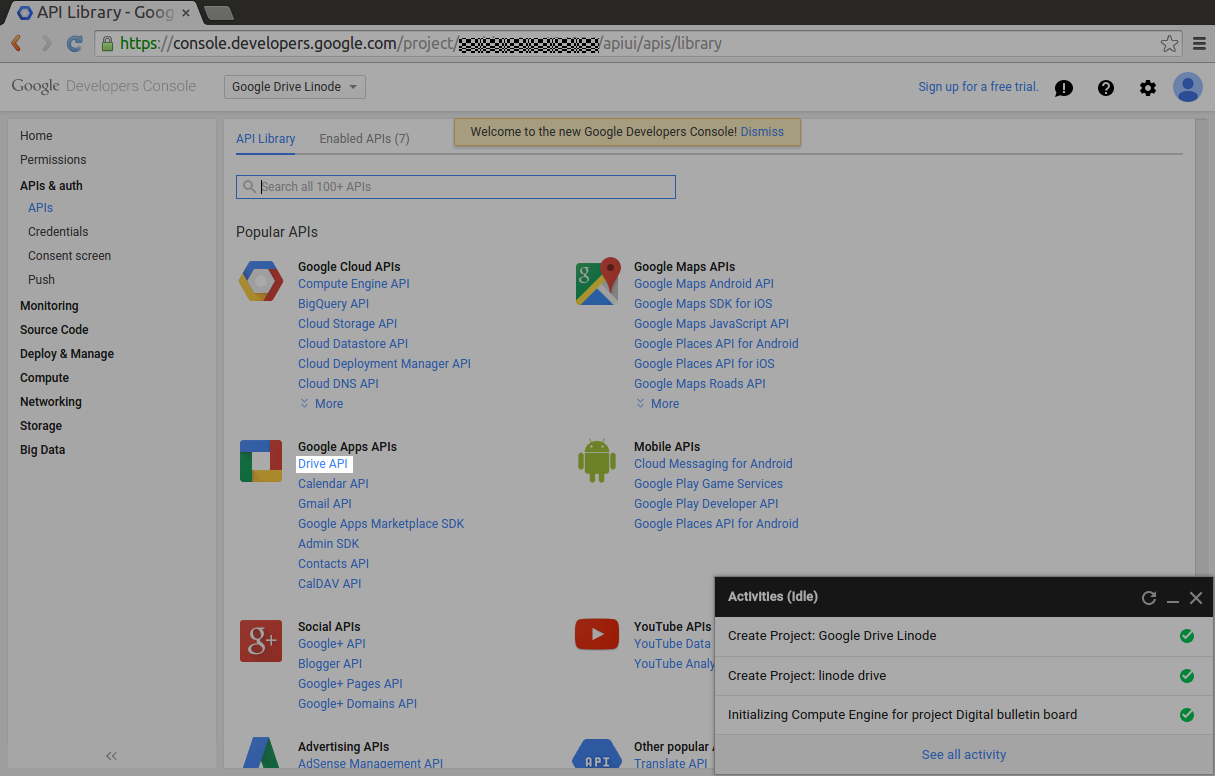 API Library - Goog
https://console.developers.google.com/project/ /apiui/apis/library
Google Developers Console
Google Drive Linode
Sign up for a free trial.
Home
Permissions
APIs & auth
APIs
Credentials
Consent screen
Push
Monitoring
Source Code
Deploy & Manage
Compute
Networking
Storage
Big Data
API Library
Enabled APIs (7)
Welcome to the new Google Developers Console! Dismiss
Search all 100+ APIs
Popular APIs
Google Cloud APIs
Compute Engine API
BigQuery API
Cloud Storage API
Cloud Datastore API
Cloud Deployment Manager API
Cloud DNS API
More
Google Maps APIs
Google Maps Android API
Google Maps SDK for iOS
Google Maps JavaScript API
Google Places API for Android
Google Places API for iOS
Google Maps Roads API
More
Google Apps APIs
Drive API
Calendar API
Gmail API
Google Apps Marketplace SDK
Admin SDK
Contacts API
CalDAV API
Mobile APIs
Cloud Messaging for Android
Google Play Game Services
Google Play Developer API
Google Places API for Android
g+
Social APIs
Google+ API
Blogger API
Google+ Pages API
Google+ Domains API
YouTube APIs
YouTube Data
YouTube Analy
Advertising APIs
AdSense Management API
API
Other popular
Translate API
Activities (Idle)
Create Project: Google Drive Linode
Create Project: linode drive
Initializing Compute Engine for project Digital bulletin board
See all activity